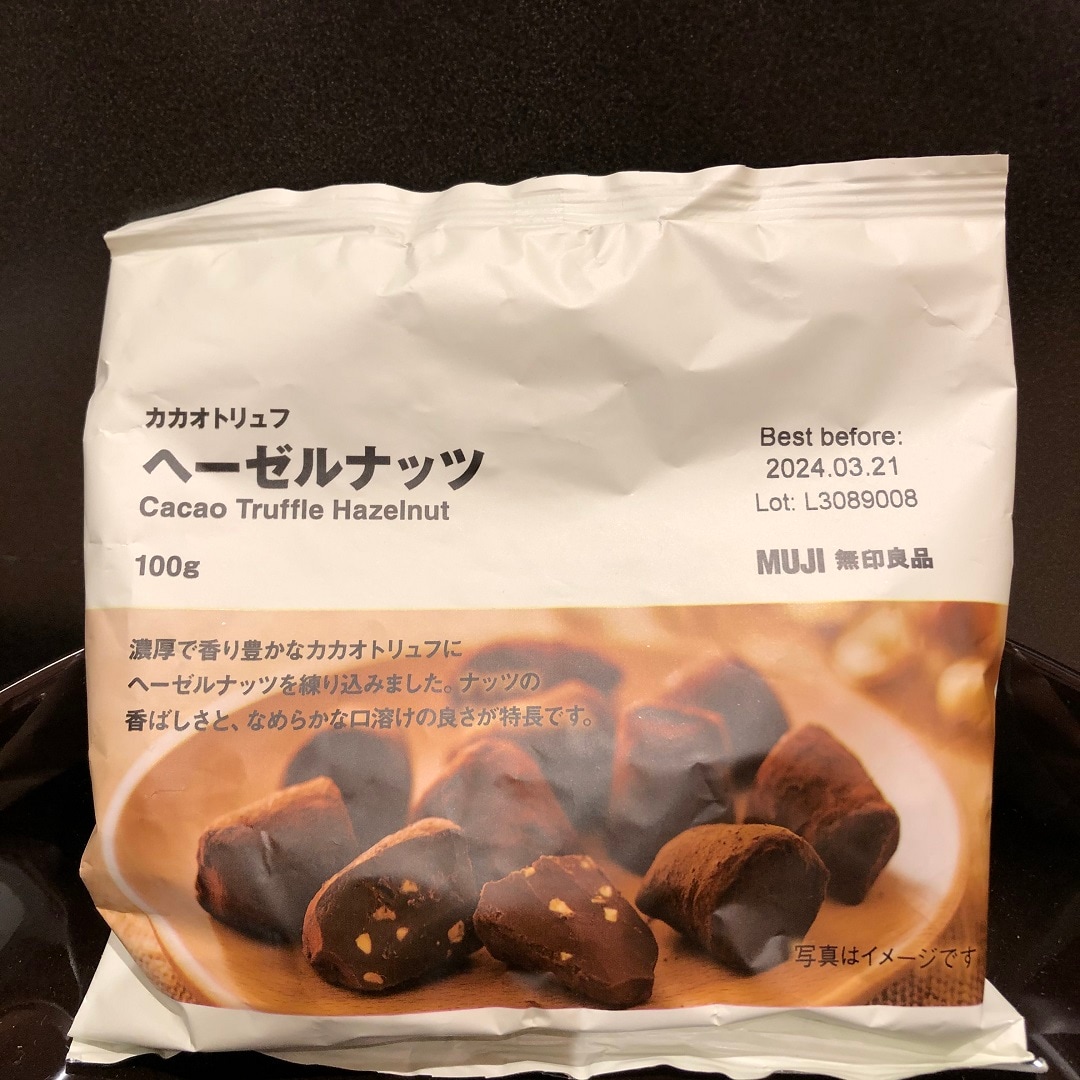 カカオトリュフ
ヘーゼルナッツ
Cacao Truffle Hazelnut
100g
Best before:
2024.03.21
Lot: L3089008
MUJI 無印良品
濃厚で香り豊かなカカオトリュフに
ヘーゼルナッツを練り込みました。ナッツの
香ばしさと、なめらかな口溶けの良さが特長です。
写真はイメージです